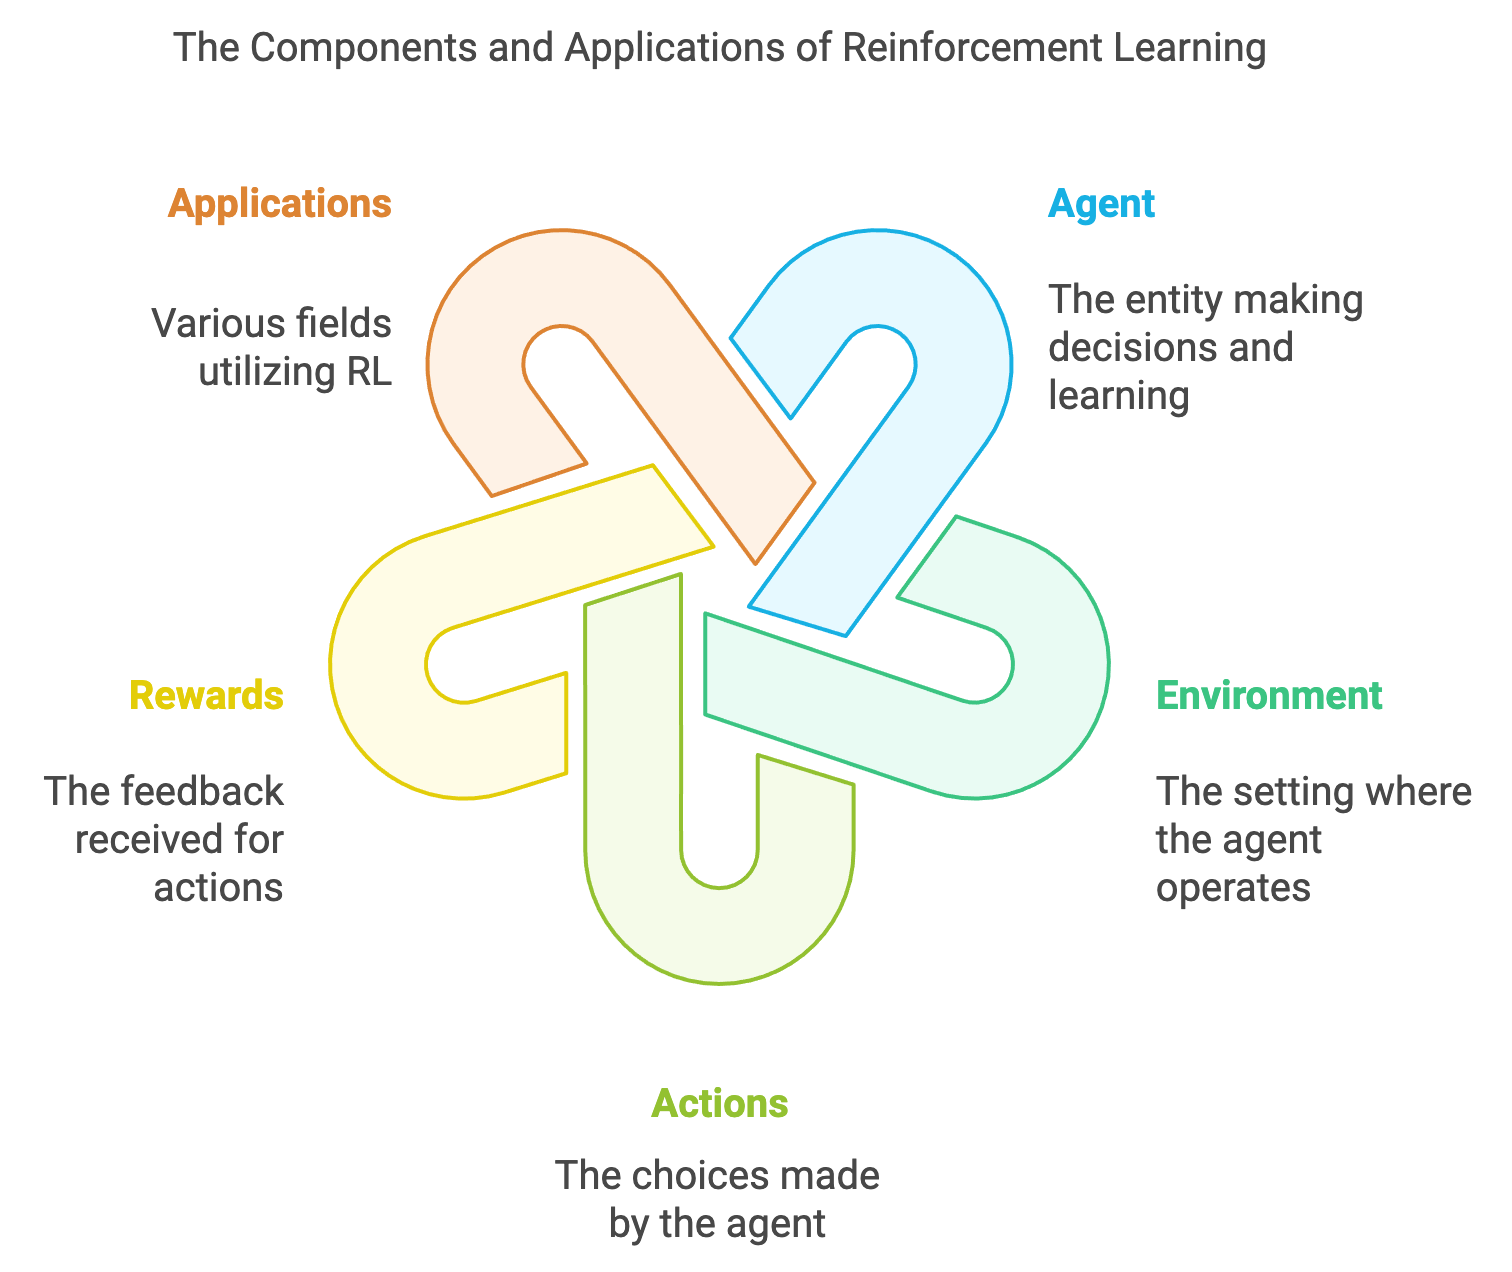 The Components and Applications of Reinforcement Learning
Applications
Various fields
utilizing RL
Agent
The entity making
decisions and
learning
Rewards
The feedback
received for
actions
Environment
The setting where
the agent
operates
Actions
The choices made
by the agent